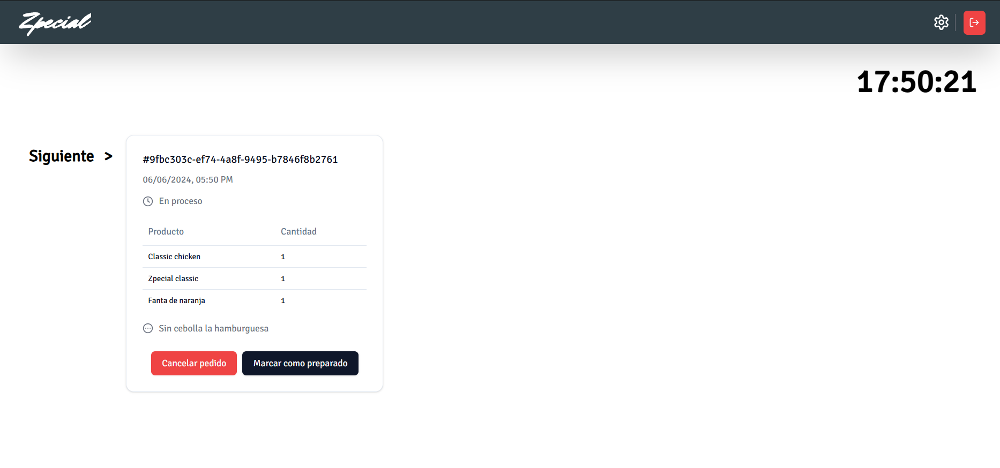 Zpecial
17:50:21
Siguiente >
#9fbc303c-ef74-4a8f-9495-b7846f8b2761
06/06/2024, 05:50 PM
En proceso
Producto Cantidad
Classic chicken 1
Zpecial classic 1
Fanta de naranja 1
Sin cebolla la hamburguesa
Cancelar pedido Marcar como preparado